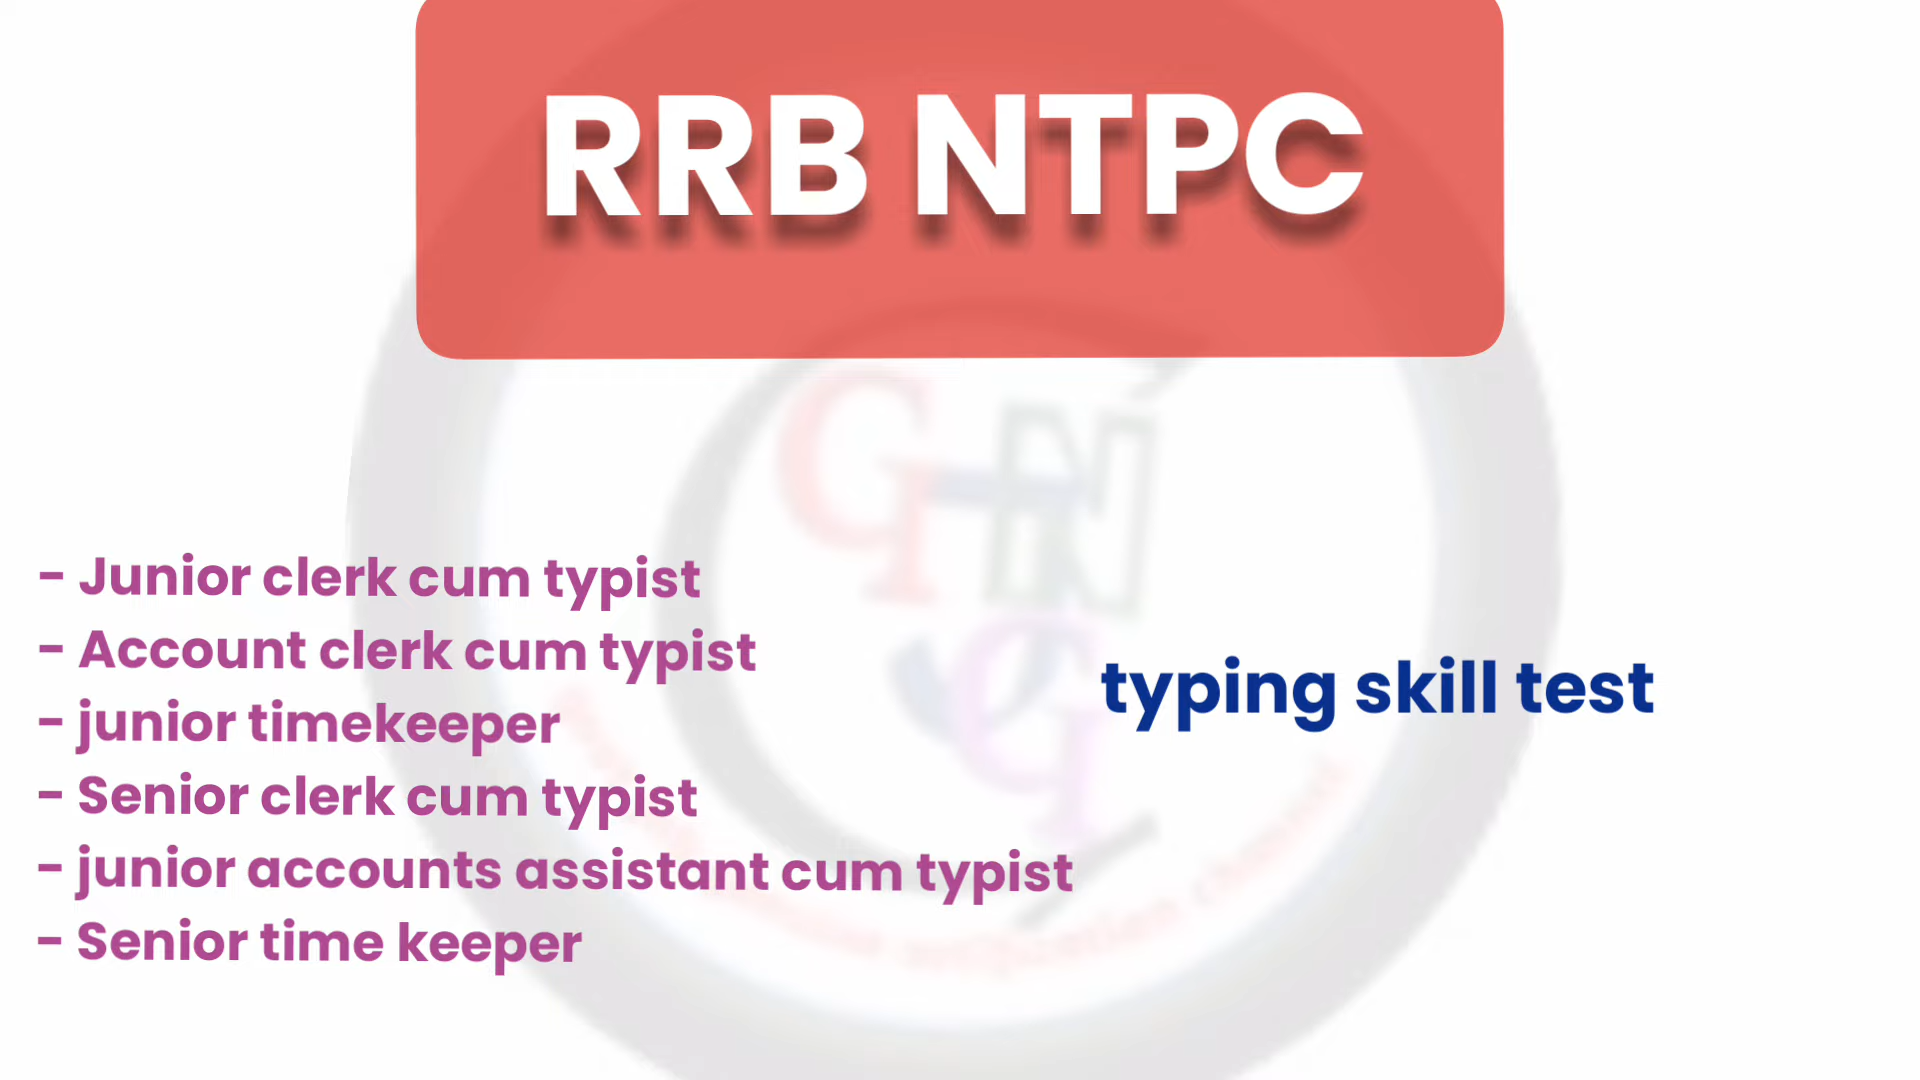 RRB NTPC
- Junior clerk cum typist
- Account clerk cum typist
- junior timekeeper
- Senior clerk cum typist
- junior accounts assistant cum typist
- Senior time keeper
typing skill test